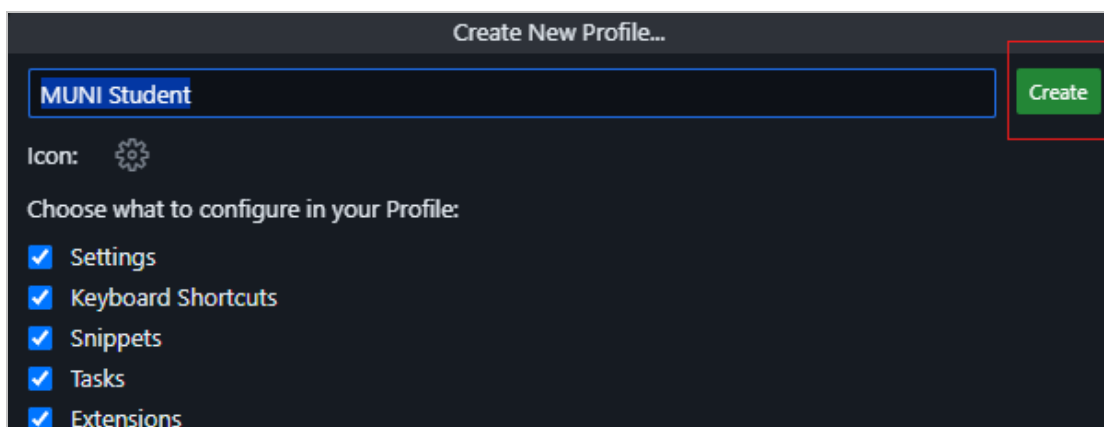 Create New Profile...
MUNI Student
Create
Icon:
Choose what to configure in your Profile:
Settings
Keyboard Shortcuts
Snippets
Tasks
Extensions